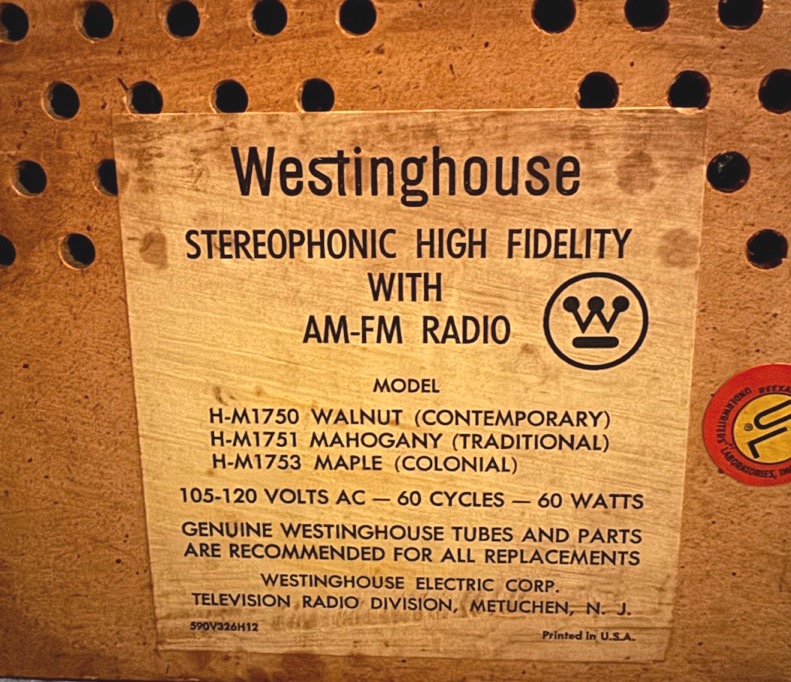 Westinghouse
STEREOPHONIC HIGH FIDELITY
WITH
AM-FM RADIO
W
MODEL
H-M1750 WALNUT (CONTEMPORARY)
H-M1751 MAHOGANY (TRADITIONAL)
H-M1753 MAPLE (COLONIAL)
105-120 VOLTS AC — 60 CYCLES — 60 WATTS
GENUINE WESTINGHOUSE TUBES AND PARTS
ARE RECOMMENDED FOR ALL REPLACEMENTS
WESTINGHOUSE ELECTRIC CORP.
TELEVISION RADIO DIVISION, METUCHEN, N. J.
590V326H12
Printed in U.S.A.
UL
®
UNDERWRITERS
LABORATORIES,